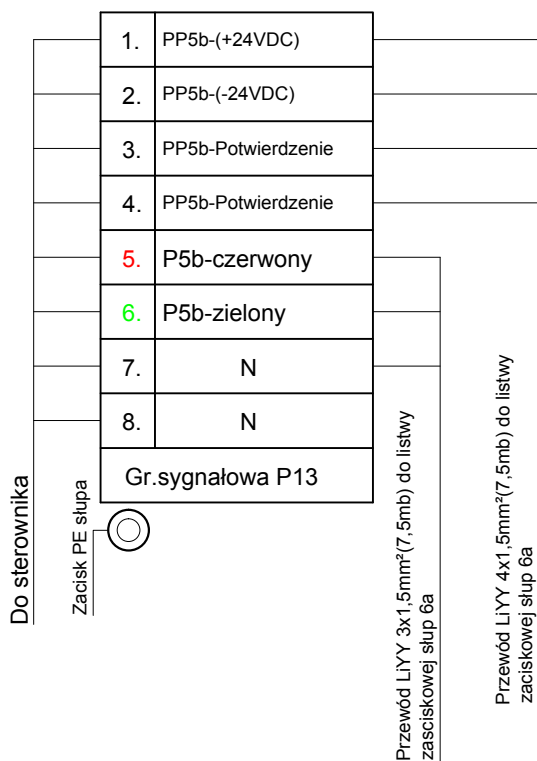 1. PP5b-(+24VDC)
2. PP5b-(-24VDC)
3. PP5b-Potwierdzenie
4. PP5b-Potwierdzenie
5. P5b-czerwony
6. P5b-zielony
7. N
8. N
Gr.sygnałowa P13
Do sterownika
Zacisk PE słupa
Przewód LiYY 3x1,5mm²(7,5mb) do listwy
zasciskowej słup 6a
Przewód LiYY 4x1,5mm²(7,5mb) do listwy
zaciskowej słup 6a